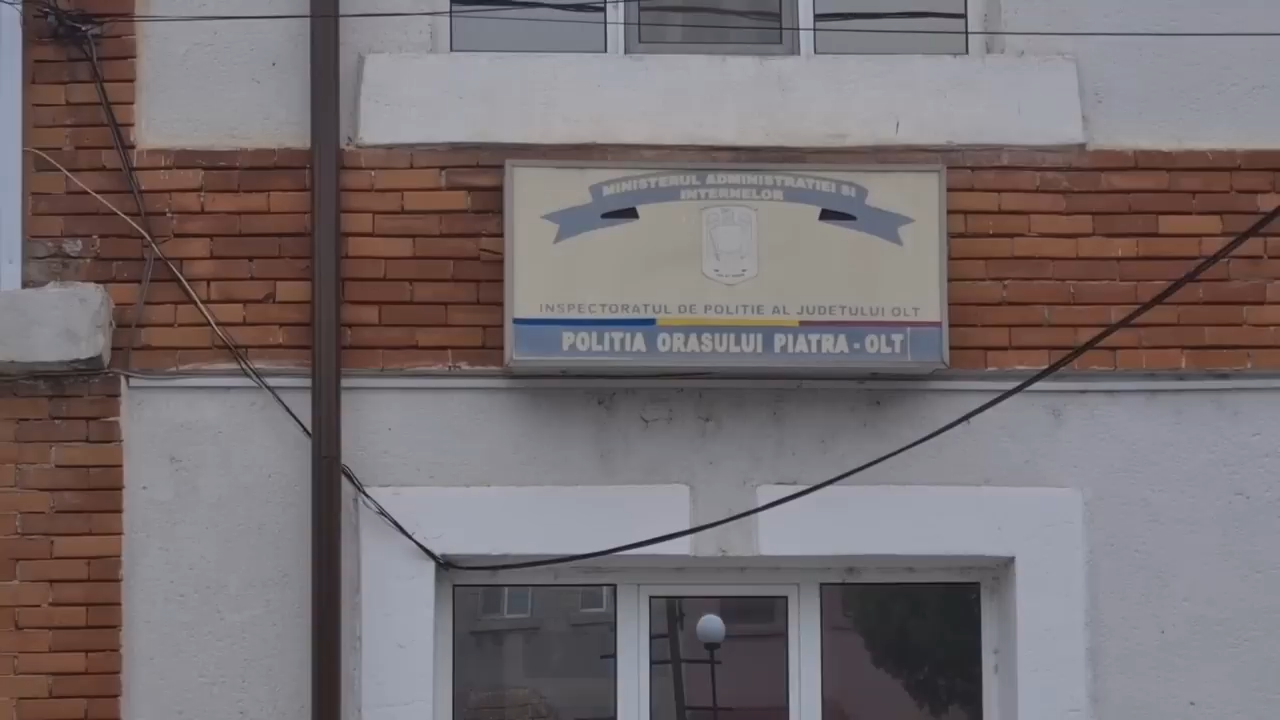 MINISTERUL ADMINISTRATIEI SI
INTERNELOR
INSPECTORATUL DE POLITIE AL JUDETULUI OLT
POLITIA ORASULUI PIATRA - OLT